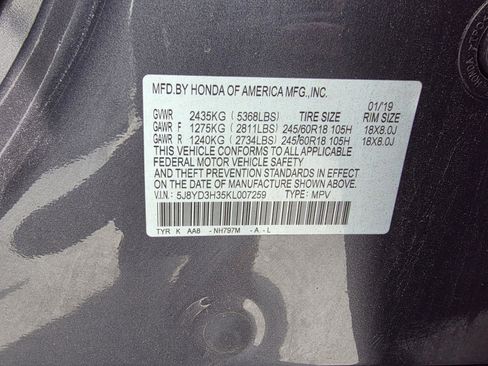 MFD.BY HONDA OF AMERICA MFG.,INC.
01/'19
GVWR 2435KG ( 5368LBS) TIRE SIZE RIM SIZE
GAWR F 1275KG ( 2811LBS) 245/60R18 105H 18X8.0J
GAWR R 1240KG ( 2734LBS) 245/60R18 105H 18X8.0J
THIS VEHICLE CONFORMS TO ALL APPLICABLE
FEDERAL MOTOR VEHICLE SAFETY
AND THEFT PREVENTION STANDARDS IN EFFECT
ON THE DATE OF MANUFACTURE SHOWN ABOVE.
V.I.N: 5J8YD3H35KL007259 TYPE: MPV
TYR K AA8 - NH797M - A - L
HONDA